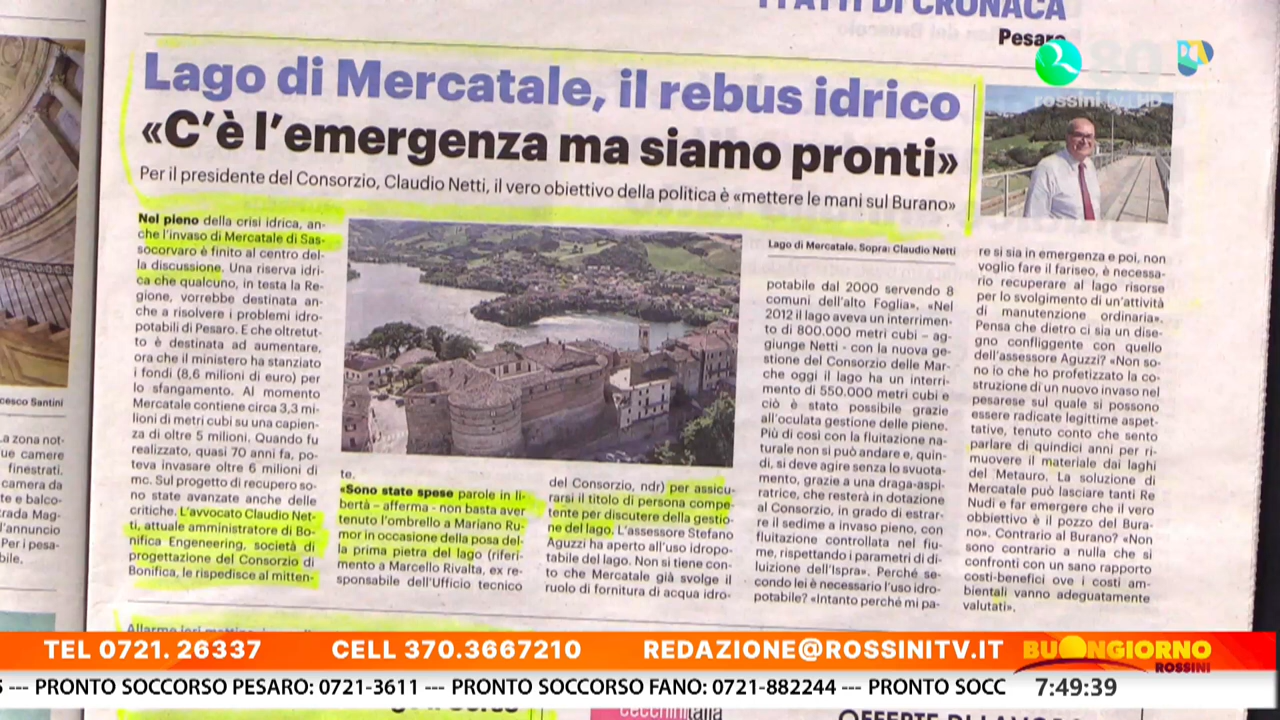 I FATTI DI CRONACA
Pesaro
80
rossini tv HD
Lago di Mercatale, il rebus idrico
«C’è l’emergenza ma siamo pronti»
Per il presidente del Consorzio, Claudio Netti, il vero obiettivo della politica è «mettere le mani sul Burano»
Nel pieno della crisi idrica, an-
che l’invaso di Mercatale di Sas-
socorvaro è finito al centro del-
la discussione. Una riserva idri-
ca che qualcuno, in testa la Re-
gione, vorrebbe destinata an-
che a risolvere i problemi idro-
potabili di Pesaro. E che oltretut-
to è destinata ad aumentare,
ora che il ministero ha stanziato
i fondi (8,6 milioni di euro) per
lo sfangamento. Al momento
Mercatale contiene circa 3,3 mi-
lioni di metri cubi su una capien-
za di oltre 5 milioni. Quando fu
realizzato, quasi 70 anni fa, po-
teva invasare oltre 6 milioni di
mc. Sul progetto di recupero so-
no state avanzate anche delle
critiche. L’avvocato Claudio Net-
ti, attuale amministratore di Bo-
nifica Engeneering, società di
progettazione del Consorzio di
Bonifica, le rispedisce al mitten-
te.
«Sono state spese parole in li-
bertà – afferma - non basta aver
tenuto l’ombrello a Mariano Ru-
mor in occasione della posa del-
la prima pietra del lago (riferi-
mento a Marcello Rivalta, ex re-
sponsabile dell’Ufficio tecnico
del Consorzio, ndr) per assicu-
rarsi il titolo di persona compe-
tente per discutere della gestio-
ne del lago. L’assessore Stefano
Aguzzi ha aperto all’uso idropo-
tabile del lago. Non si tiene con-
to che Mercatale già svolge il
ruolo di fornitura di acqua idro-
Lago di Mercatale. Sopra: Claudio Netti
potabile dal 2000 servendo 8
comuni dell’alto Foglia», «Nel
2012 il lago aveva un interrimen-
to di 800.000 metri cubi – ag-
giunge Netti - con la nuova ge-
stione del Consorzio delle Mar-
che oggi il lago ha un interri-
mento di 550.000 metri cubi e
ciò è stato possibile grazie
all’oculata gestione delle piene.
Più di così con la fluitazione na-
turale non si può andare e, quin-
di, si deve agire senza lo svuota-
mento, grazie a una draga-aspi-
ratrice, che resterà in dotazione
al Consorzio, in grado di estrar-
re il sedime a invaso pieno, con
fluitazione controllata nel fiu-
me, rispettando i parametri di di-
luizione dell’Ispra». Perché se-
condo lei è necessario l’uso idro-
potabile? «Intanto perché mi pa-
re si sia in emergenza e poi, non
voglio fare il fariseo, è necessa-
rio recuperare al lago risorse
per lo svolgimento di un’attività
di manutenzione ordinaria».
Pensa che dietro ci sia un dise-
gno confliggente con quello
dell’assessore Aguzzi? «Non so-
no io che ho profetizzato la co-
struzione di un nuovo invaso nel
pesarese sul quale si possono
essere radicate legittime aspet-
tative, tenuto conto che sento
parlare di quindici anni per ri-
muovere il materiale dai laghi
del Metauro. La soluzione di
Mercatale può lasciare tanti Re
Nudi e far emergere che il vero
obbiettivo è il pozzo del Bura-
no». Contrario al Burano? «Non
sono contrario a nulla che si
confronti con un sano rapporto
costi-benefici ove i costi am-
bientali vanno adeguatamente
valutati».
cesco Santini
La zona not-
ue camere
finestrati.
camera da
te e balco-
trada Mag-
l’annuncio
Per i pesa-
bile.
TEL 0721. 26337 CELL 370.3667210 REDAZIONE@ROSSINITV.IT
BUONGIORNO
ROSSINI
5 --- PRONTO SOCCORSO PESARO: 0721-3611 --- PRONTO SOCCORSO FANO: 0721-882244 --- PRONTO SOCC
7:49:39
cecchiniitalia